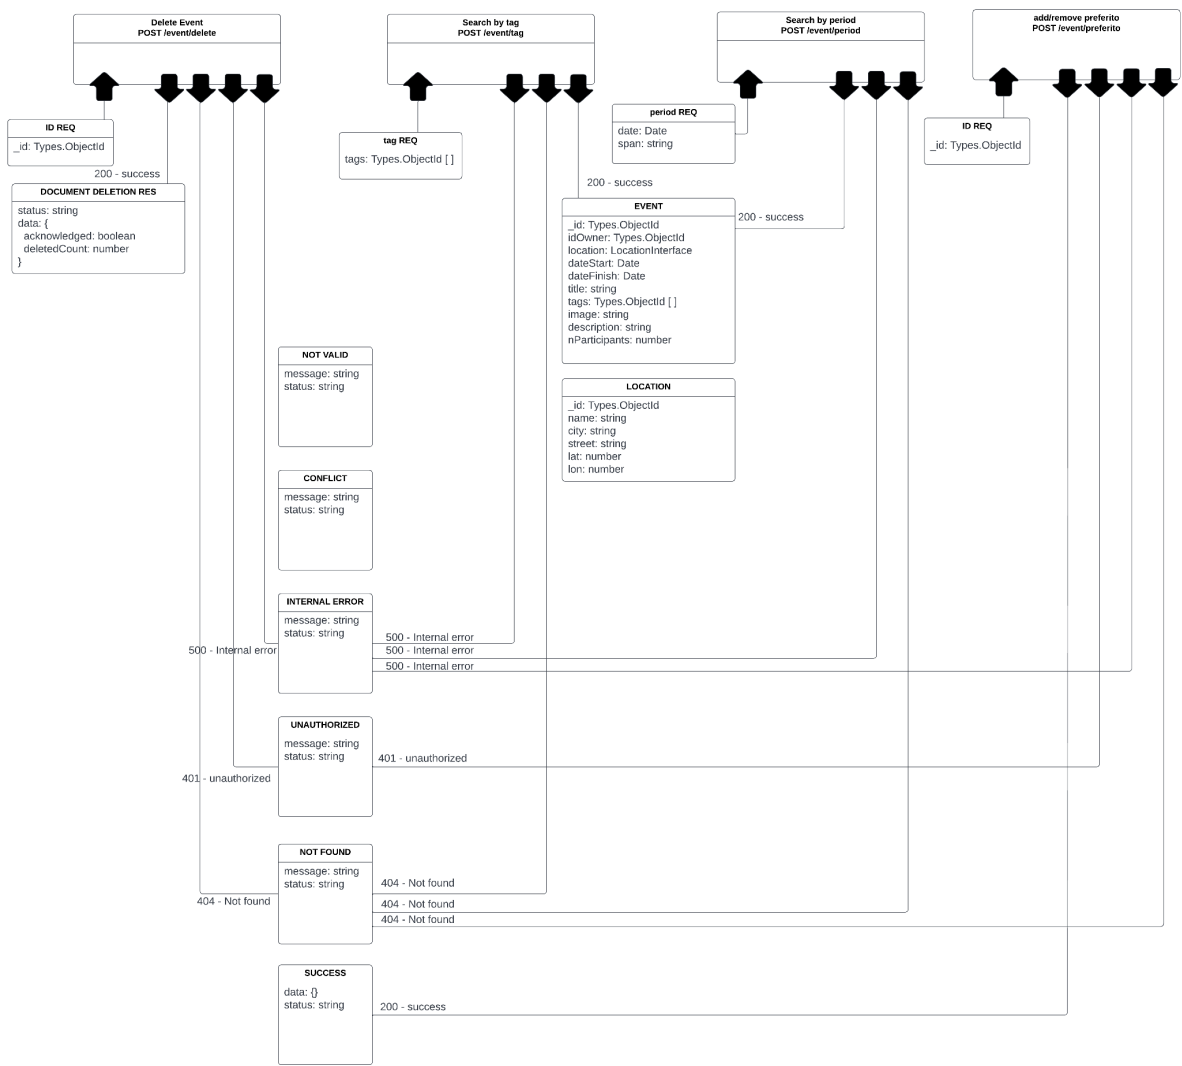 Delete Event
POST /event/delete
Search by tag
POST /event/tag
Search by period
POST /event/period
add/remove preferito
POST /event/preferito
ID REQ
_id: Types.ObjectId
tag REQ
tags: Types.ObjectId [ ]
period REQ
date: Date
span: string
ID REQ
_id: Types.ObjectId
200 - success
DOCUMENT DELETION RES
status: string
data: {
acknowledged: boolean
deletedCount: number
}
200 - success
EVENT
_id: Types.ObjectId
idOwner: Types.ObjectId
location: LocationInterface
dateStart: Date
dateFinish: Date
title: string
tags: Types.ObjectId [ ]
image: string
description: string
nParticipants: number
200 - success
LOCATION
_id: Types.ObjectId
name: string
city: string
street: string
lat: number
lon: number
NOT VALID
message: string
status: string
CONFLICT
message: string
status: string
INTERNAL ERROR
message: string
status: string
500 - Internal error
500 - Internal error
500 - Internal error
500 - Internal error
UNAUTHORIZED
message: string
status: string
401 - unauthorized
401 - unauthorized
NOT FOUND
message: string
status: string
404 - Not found
404 - Not found
404 - Not found
404 - Not found
SUCCESS
data: {}
status: string
200 - success